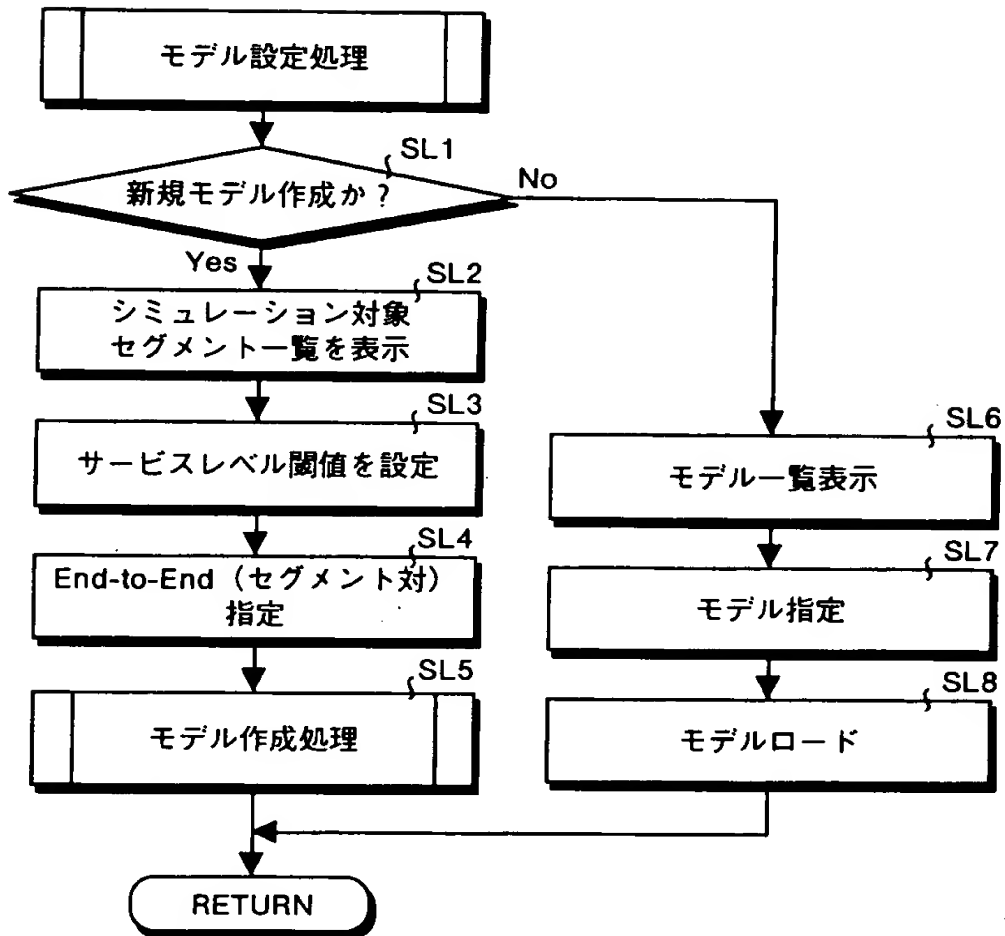 モデル設定処理
SL1
新規モデル作成か?
No
Yes
SL2
シミュレーション対象
セグメント一覧を表示
SL3
サービスレベル閾値を設定
SL4
End-to-End(セグメント対)
指定
SL5
モデル作成処理
SL6
モデル一覧表示
SL7
モデル指定
SL8
モデルロード
RETURN